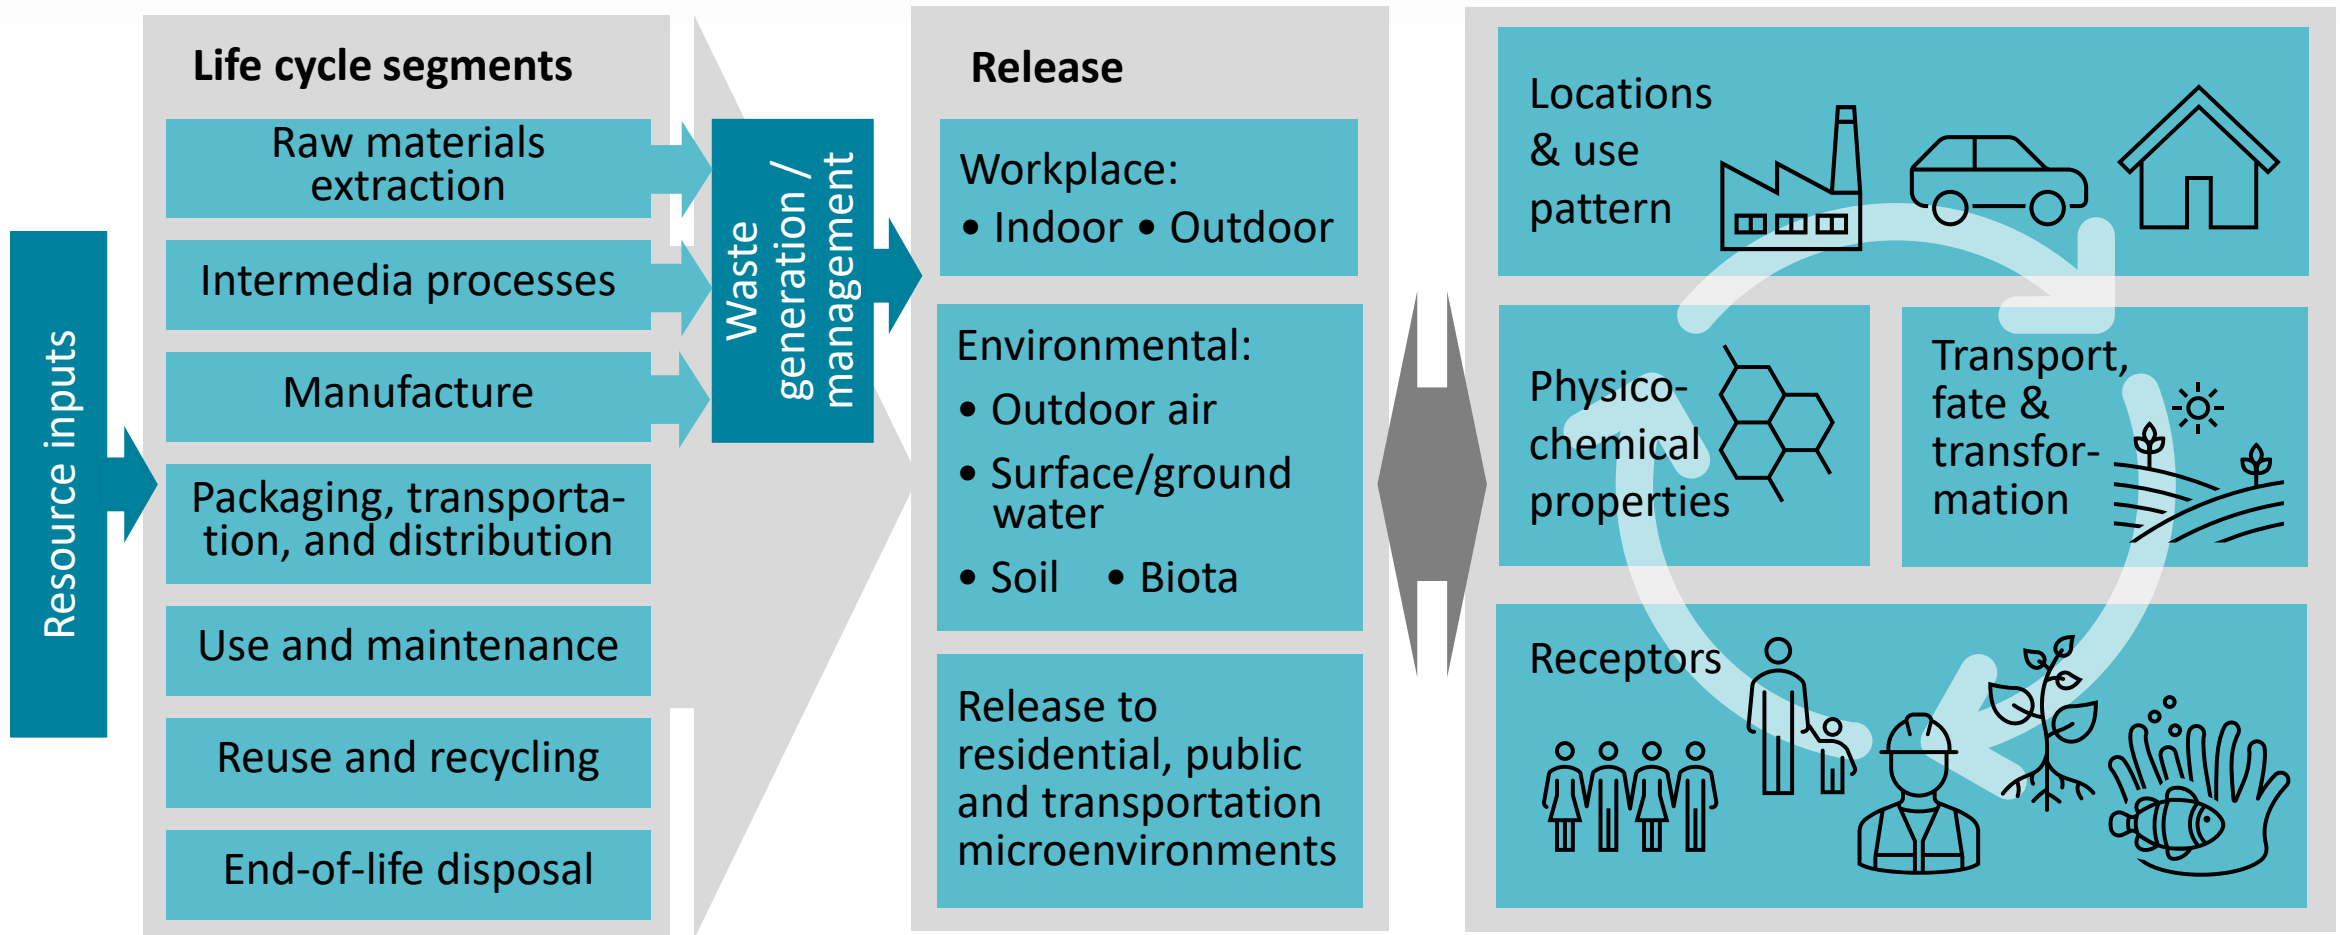 Resource inputs
Life cycle segments
Raw materials
extraction
Intermedia processes
Manufacture
Packaging, transporta-
tion, and distribution
Use and maintenance
Reuse and recycling
End-of-life disposal
Waste
generation /
management
Release
Workplace:
• Indoor • Outdoor
Environmental:
• Outdoor air
• Surface/ground
water
• Soil • Biota
Release to
residential, public
and transportation
microenvironments
Locations
& use
pattern
Physico-
chemical
properties
Transport,
fate &
transfor-
mation
Receptors